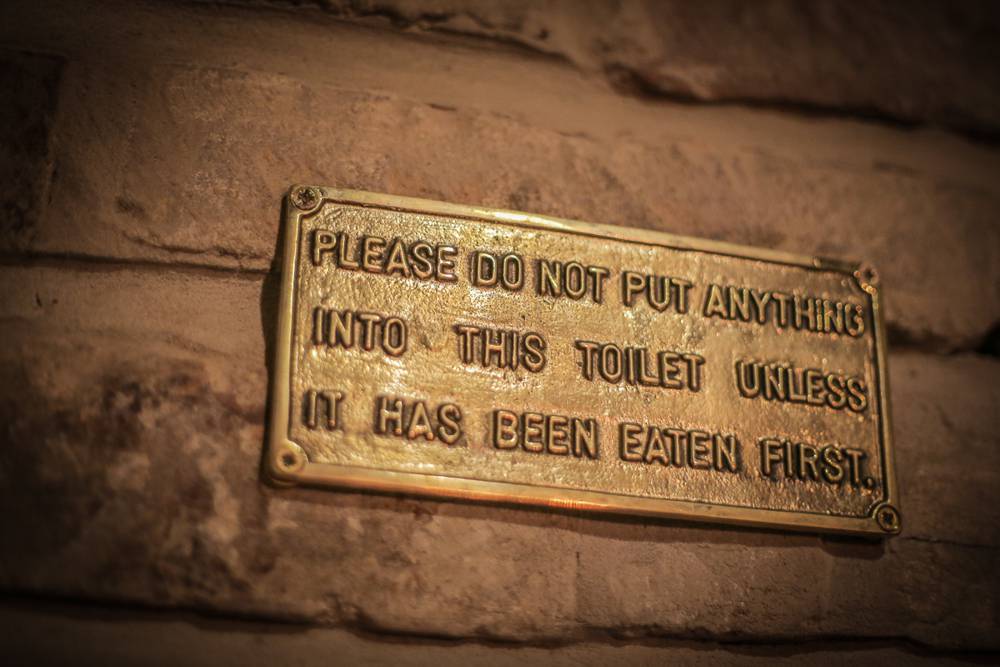 PLEASE DO NOT PUT ANYTHING
INTO THIS TOILET UNLESS
IT HAS BEEN EATEN FIRST.